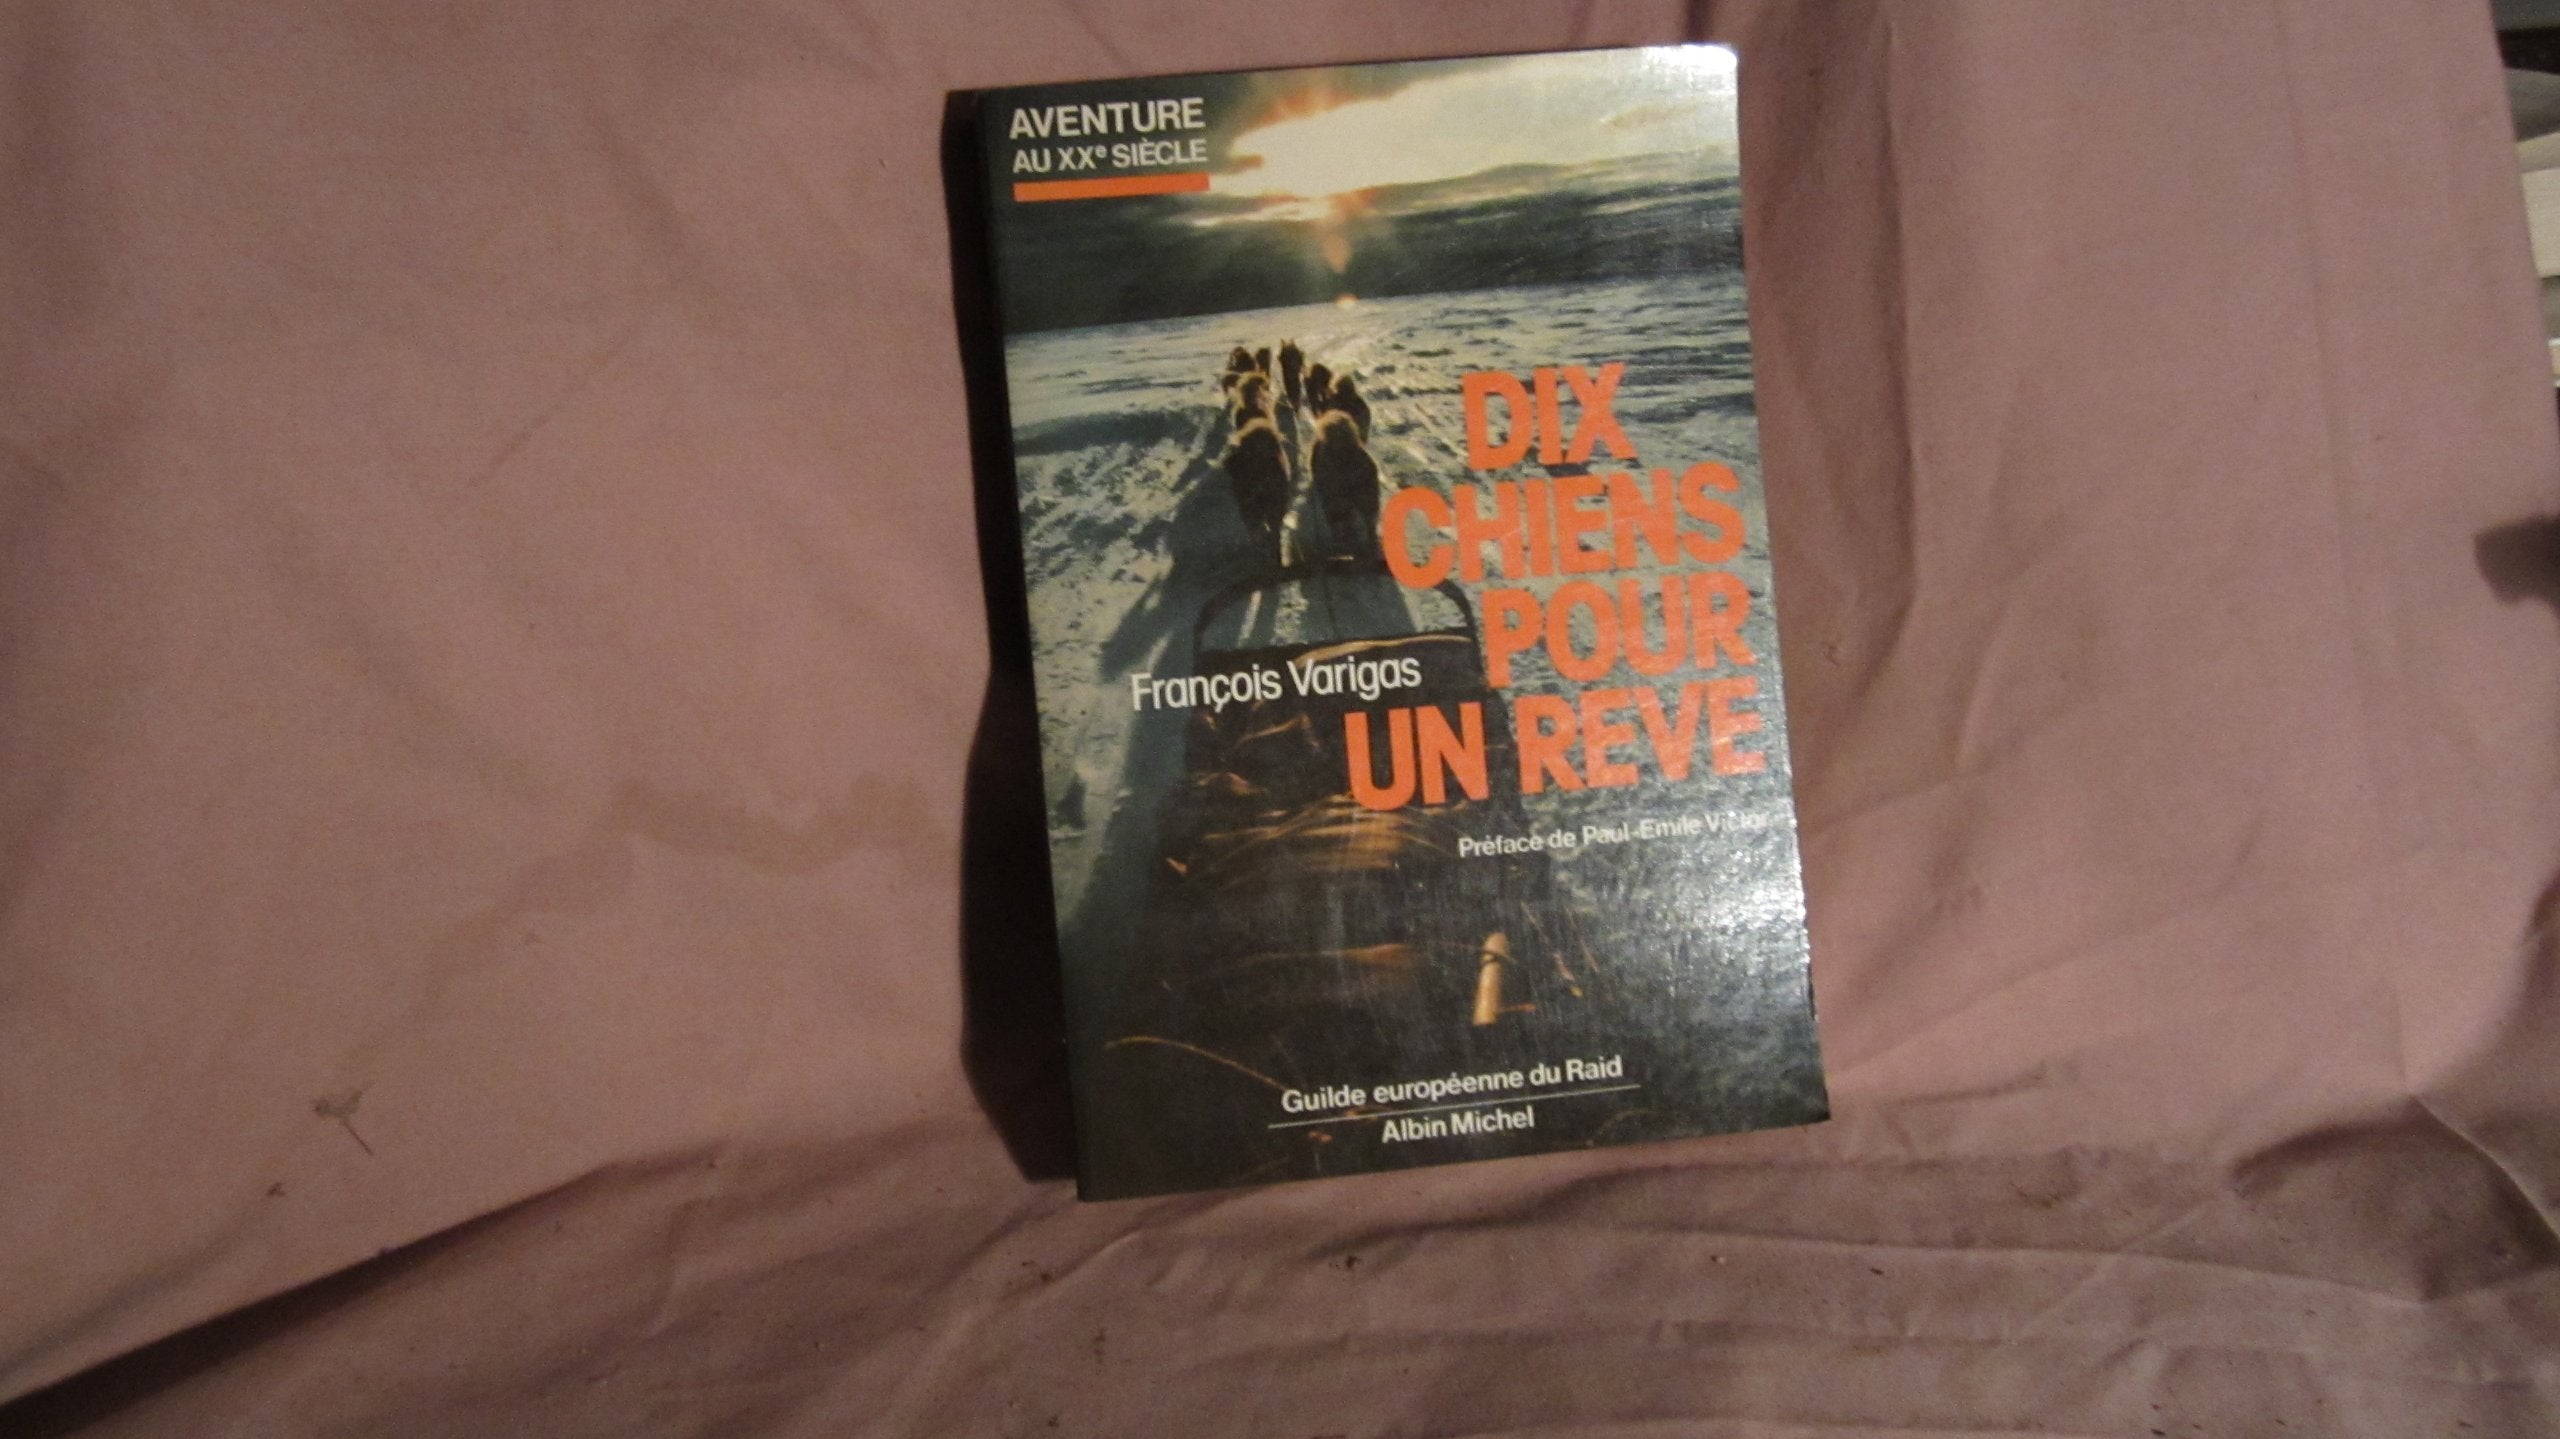 AVENTURE
AU XXe SIÈCLE
DIX
CHIENS
POUR
François Varigas
UN REVE
Préface de Paul-Emile Victor
Guilde européenne du Raid
Albin Michel